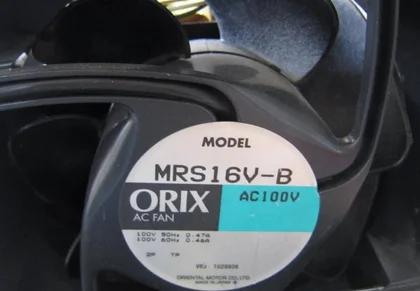 MODEL
MRS16V-B
ORIX AC100V
AC FAN
100V 50Hz 0.47A
100V 60Hz 0.46A
2P TP
ORIENTAL MOTOR CO.,LTD.
MADE IN JAPAN